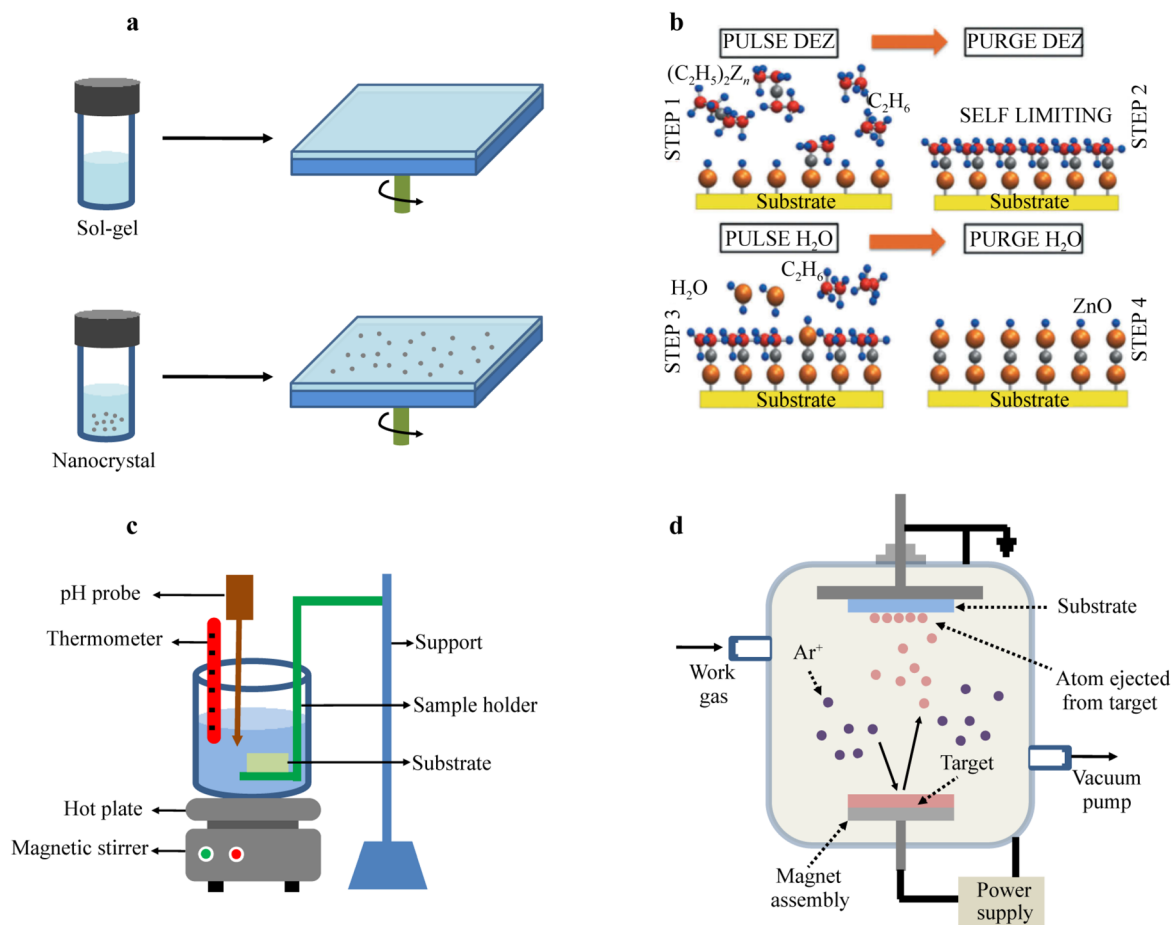 a
Sol-gel
Nanocrystal
b
PULSE DEZ
PURGE DEZ
(C₂H₅)₂Zₙ
C₂H₆
STEP 1
SELF LIMITING
STEP 2
Substrate
Substrate
PULSE H₂O
PURGE H₂O
C₂H₆
H₂O
STEP 3
ZnO
STEP 4
Substrate
Substrate
c
pH probe
Thermometer
Support
Sample holder
Substrate
Hot plate
Magnetic stirrer
d
Substrate
Work
gas
Ar⁺
Atom ejected
from target
Target
Vacuum
pump
Magnet
assembly
Power
supply